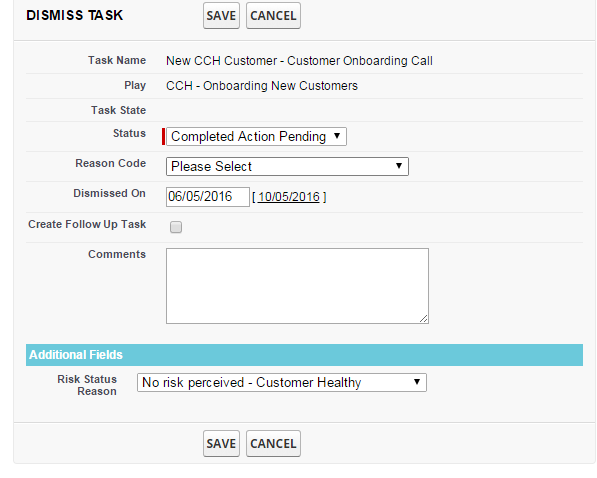 DISMISS TASK SAVE CANCEL
Task Name New CCH Customer - Customer Onboarding Call
Play CCH - Onboarding New Customers
Task State
Status Completed Action Pending
Reason Code Please Select
Dismissed On 06/05/2016 [ 10/05/2016 ]
Create Follow Up Task
Comments
Additional Fields
Risk Status Reason No risk perceived - Customer Healthy
SAVE CANCEL